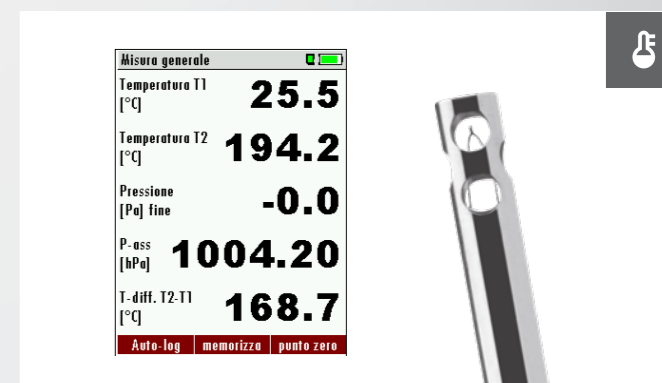 Misura generale
Temperatura T1
[°C]
25.5
Temperatura T2
[°C]
194.2
Pressione
[Pa] fine
-0.0
P-ass
[hPa]
1004.20
T-diff. T2-T1
[°C]
168.7
Auto-log memorizza punto zero